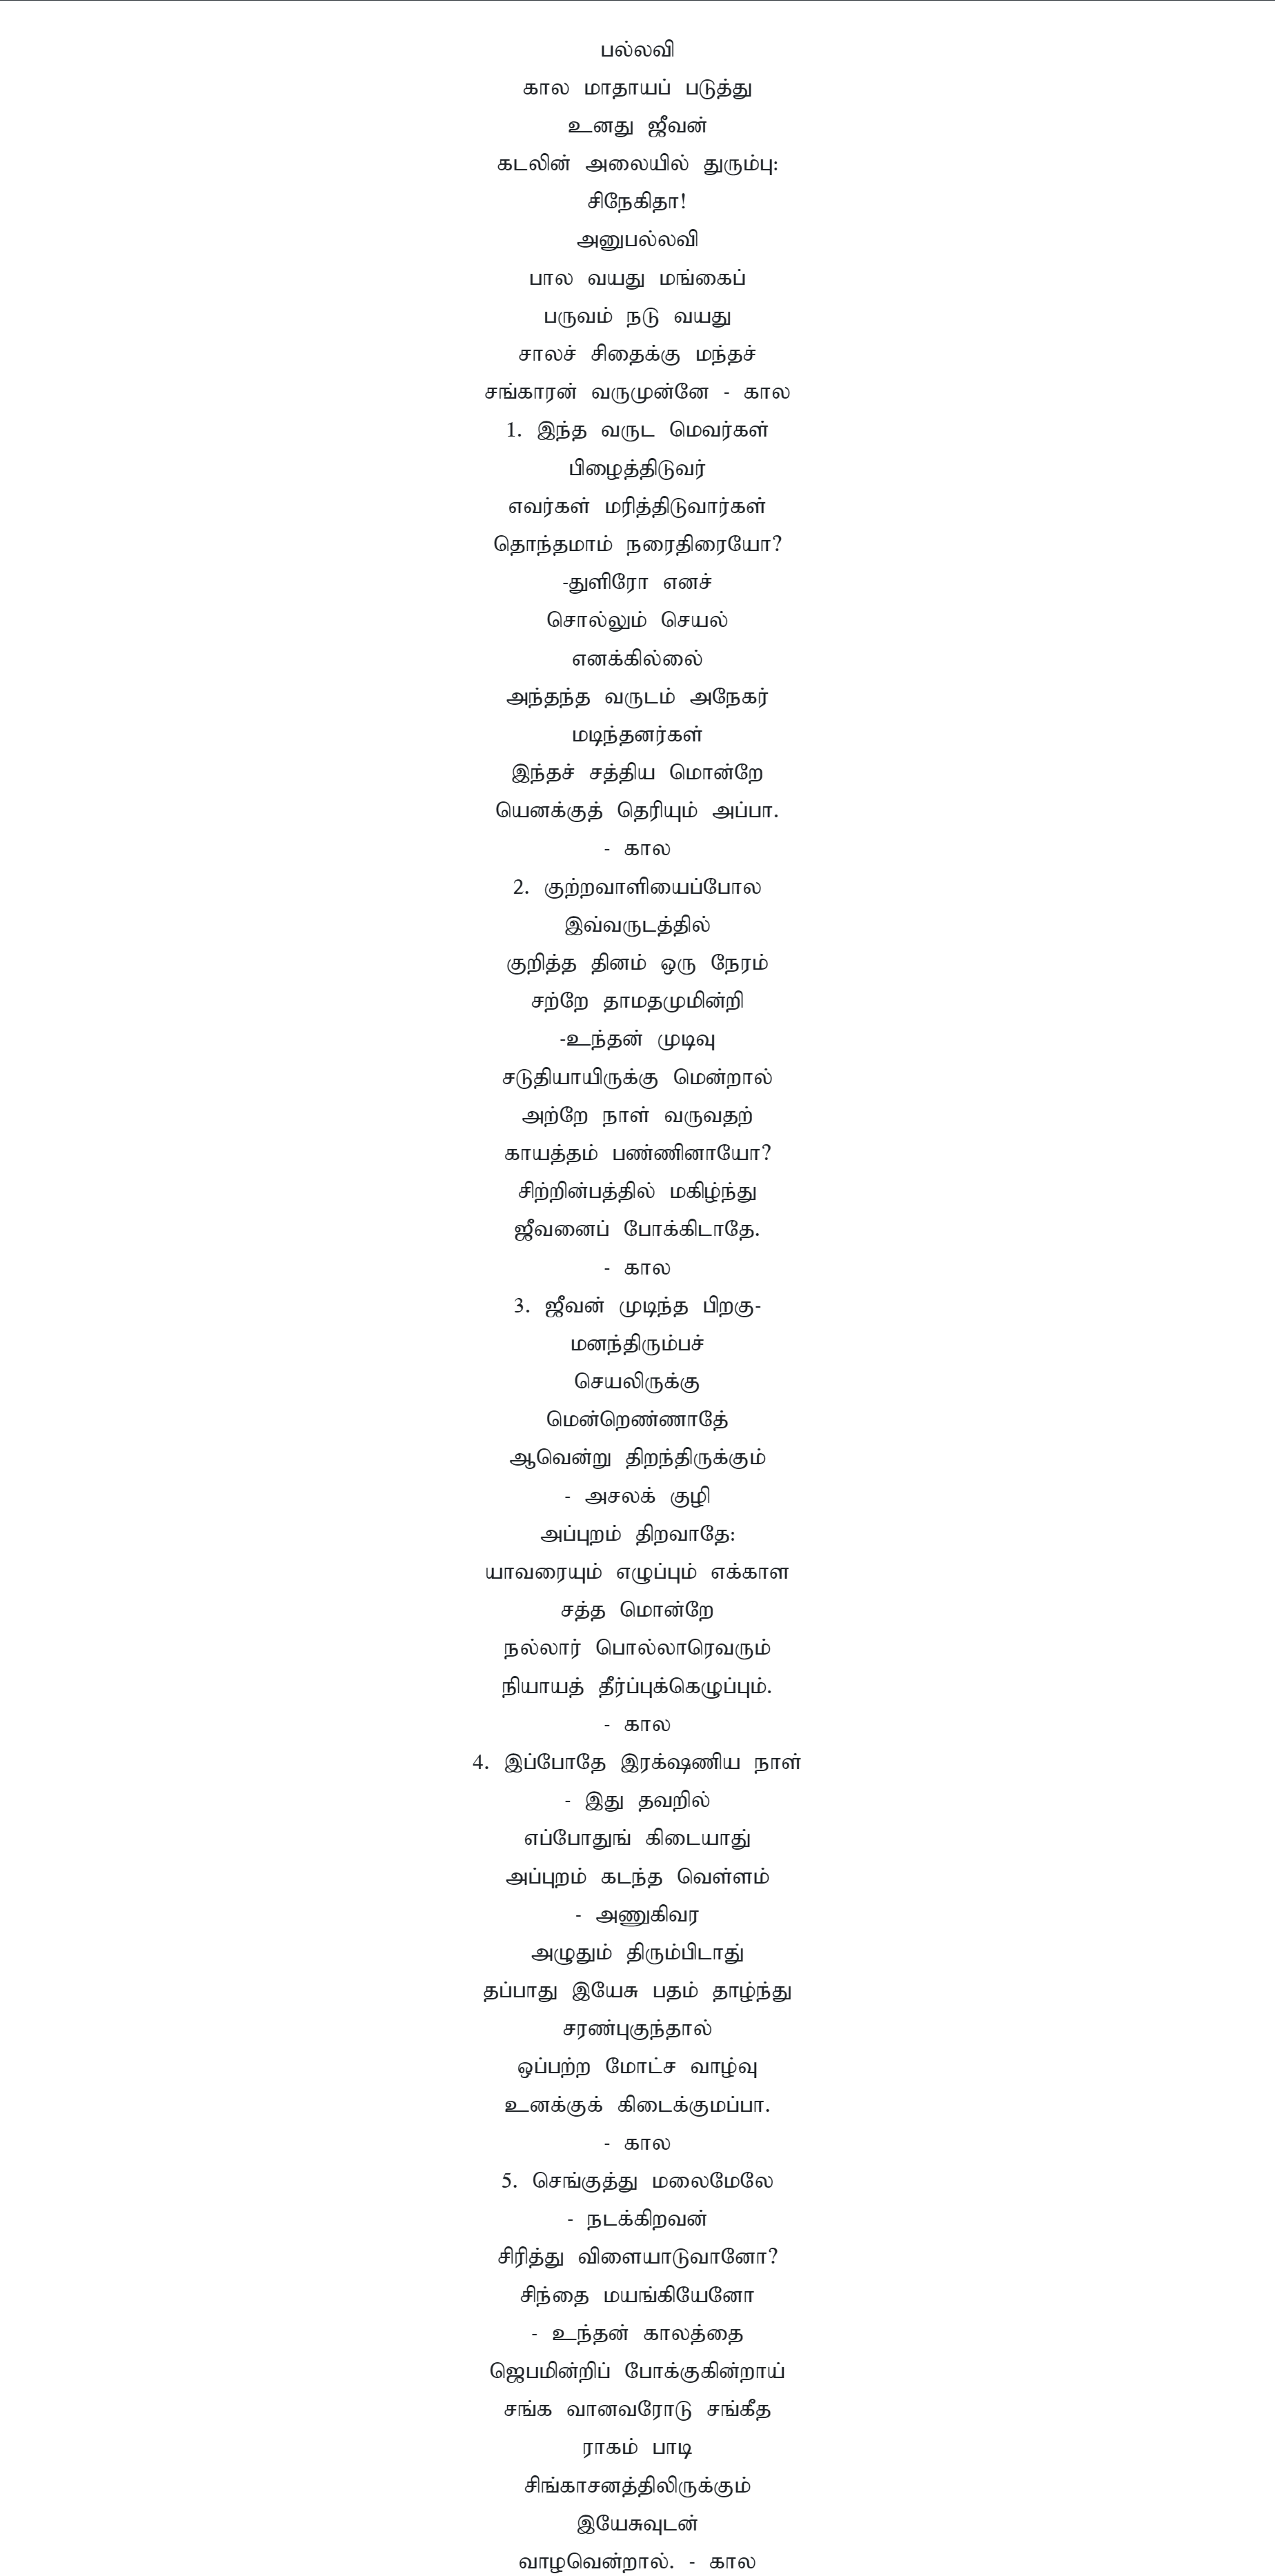 பல்லவி
கால மாதாயப் படுத்து
உனது ஜீவன்
கடலின் அலையில் துரும்பு:
சிநேகிதா!
அனுபல்லவி
பால வயது மங்கைப்
பருவம் நடு வயது
சாலச் சிதைக்கு மந்தச்
சங்காரன் வருமுன்னே - கால
1. இந்த வருட மெவர்கள்
பிழைத்திடுவர்
எவர்கள் மரித்திடுவார்கள்
தொந்தமாம் நரைதிரையோ?
-துளிரோ எனச்
சொல்லும் செயல்
எனக்கில்லை்
அந்தந்த வருடம் அநேகர்
மடிந்தனர்கள்
இந்தச் சத்திய மொன்றே
யெனக்குத் தெரியும் அப்பா.
- கால
2. குற்றவாளியைப்போல
இவ்வருடத்தில்
குறித்த தினம் ஒரு நேரம்
சற்றே தாமதமுமின்றி
-உந்தன் முடிவு
சடுதியாயிருக்கு மென்றால்
அற்றே நாள் வருவதற்
காயத்தம் பண்ணினாயோ?
சிற்றின்பத்தில் மகிழ்ந்து
ஜீவனைப் போக்கிடாதே.
- கால
3. ஜீவன் முடிந்த பிறகு-
மனந்திரும்பச்
செயலிருக்கு
மென்றெண்ணாதே்
ஆவென்று திறந்திருக்கும்
- அசலக் குழி
அப்புறம் திறவாதே:
யாவரையும் எழுப்பும் எக்காள
சத்த மொன்றே
நல்லார் பொல்லாரெவரும்
நியாயத் தீர்ப்புக்கெழுப்பும்.
- கால
4. இப்போதே இரக்ஷணிய நாள்
- இது தவறில்
எப்போதுங் கிடையாது்
அப்புறம் கடந்த வெள்ளம்
- அணுகிவர
அழுதும் திரும்பிடாது்
தப்பாது இயேசு பதம் தாழ்ந்து
சரண்புகுந்தால்
ஒப்பற்ற மோட்ச வாழ்வு
உனக்குக் கிடைக்குமப்பா.
- கால
5. செங்குத்து மலைமேலே
- நடக்கிறவன்
சிரித்து விளையாடுவானோ?
சிந்தை மயங்கியேனோ
- உந்தன் காலத்தை
ஜெபமின்றிப் போக்குகின்றாய்
சங்க வானவரோடு சங்கீத
ராகம் பாடி
சிங்காசனத்திலிருக்கும்
இயேசுவுடன்
வாழவென்றால். - கால